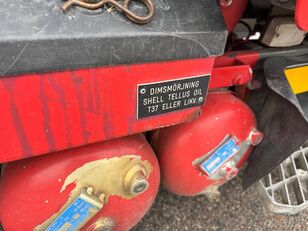 DIMSMÖRJNING
SHELL TELLUS OIL
T37 ELLER LIKV.